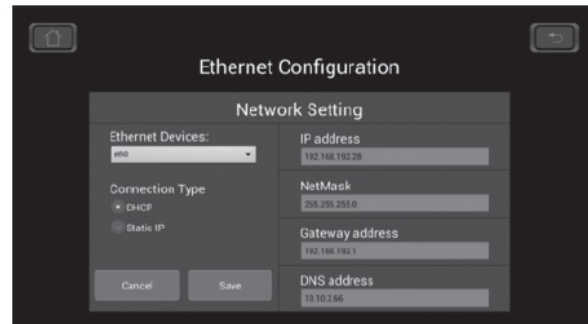 Ethernet Configuration
Network Setting
Ethernet Devices:
eth0
Connection Type
DHCP
Static IP
Cancel
Save
IP address
192.168.192.28
NetMask
255.255.255.0
Gateway address
192.168.192.1
DNS address
10.10.2.66